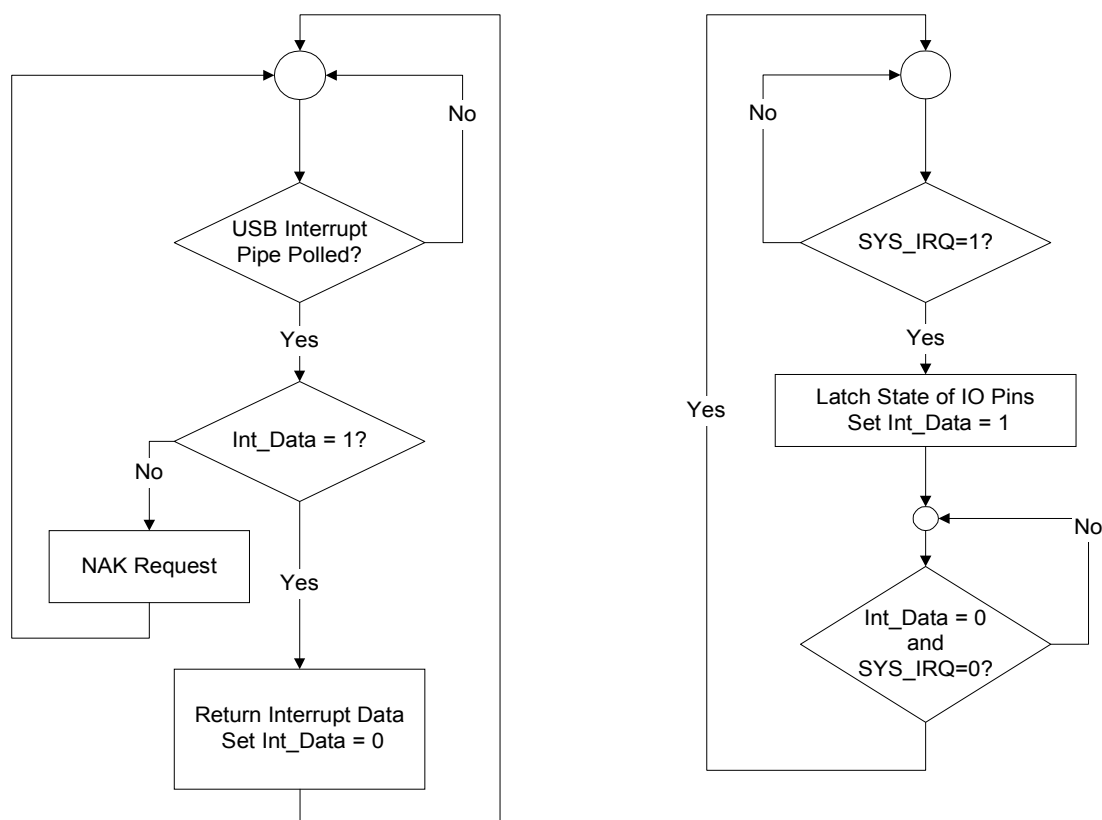 No
USB Interrupt
Pipe Polled?
Yes
Int_Data = 1?
No
NAK Request
Yes
Return Interrupt Data
Set Int_Data = 0
No
SYS_IRQ=1?
Yes
Latch State of IO Pins
Set Int_Data = 1
Yes
No
Int_Data = 0
and
SYS_IRQ=0?